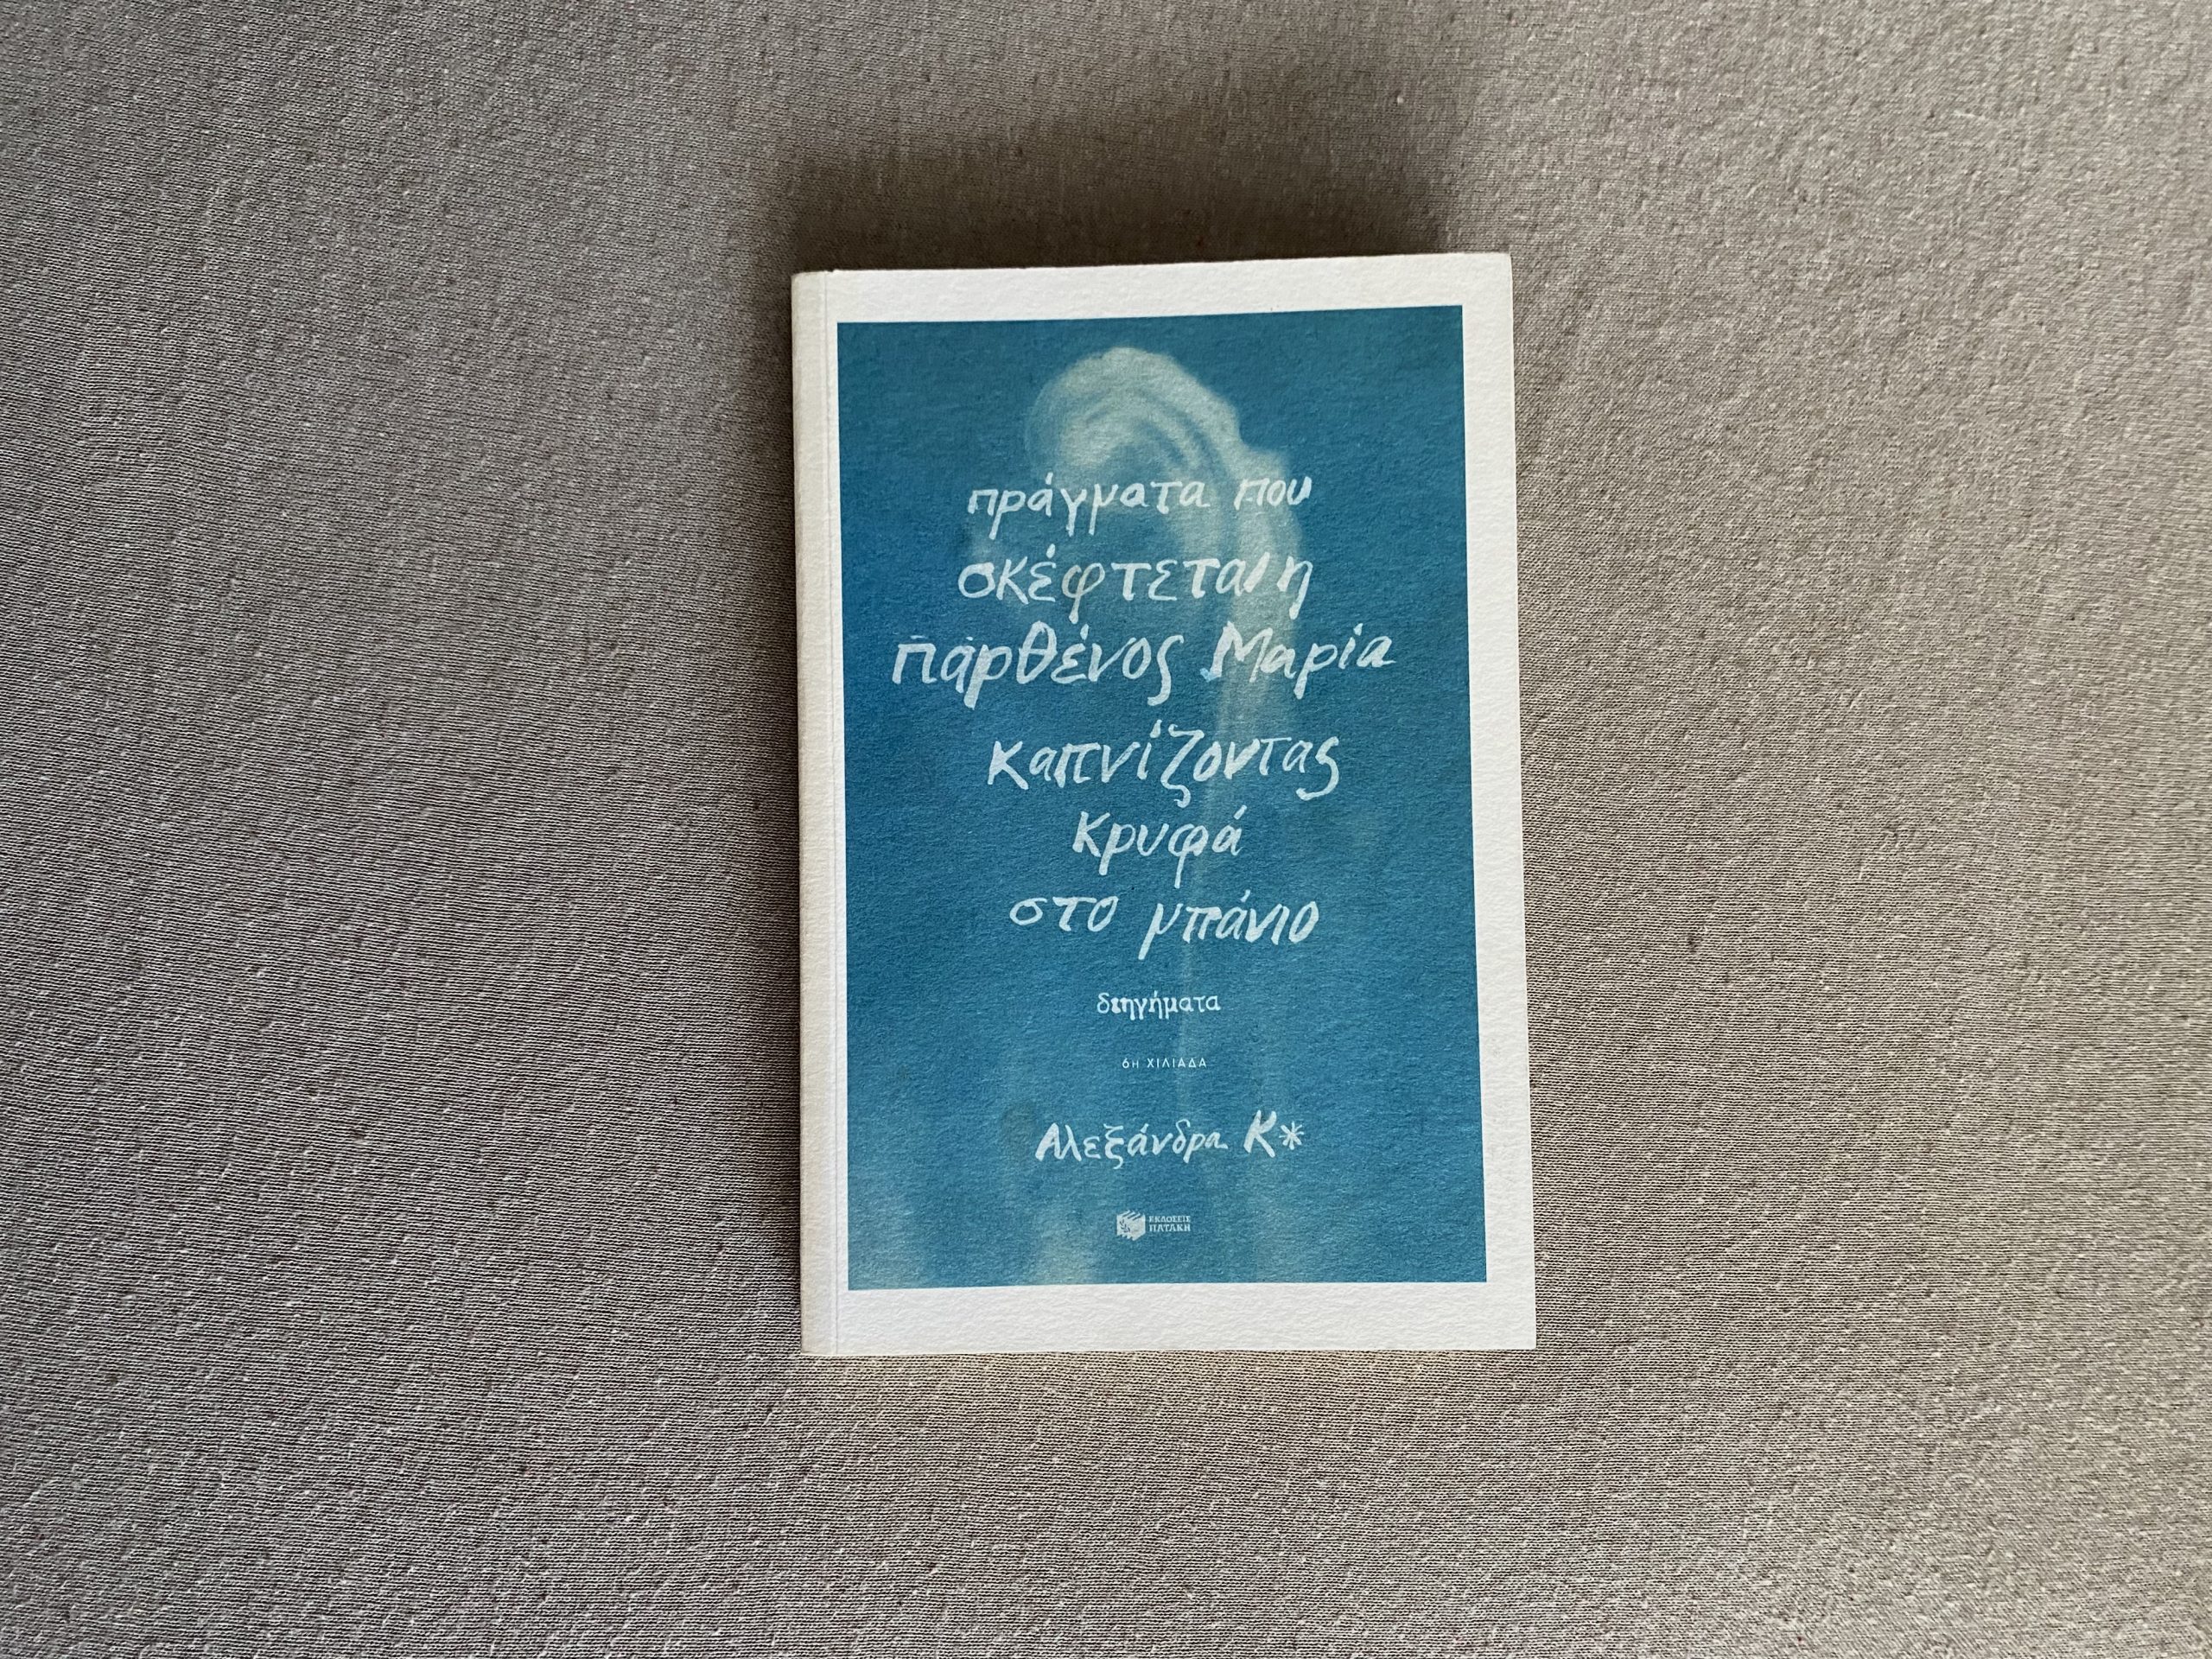 πράγματα που
σκέφτεται η
παρθένος Μαρία
καπνίζοντας
κρυφά
στο μπάνιο
διηγήματα
6Η ΧΙΛΙΑΔΑ
Αλεξάνδρα Κ*
ΕΚΔΟΣΕΙΣ
ΠΑΤΑΚΗ